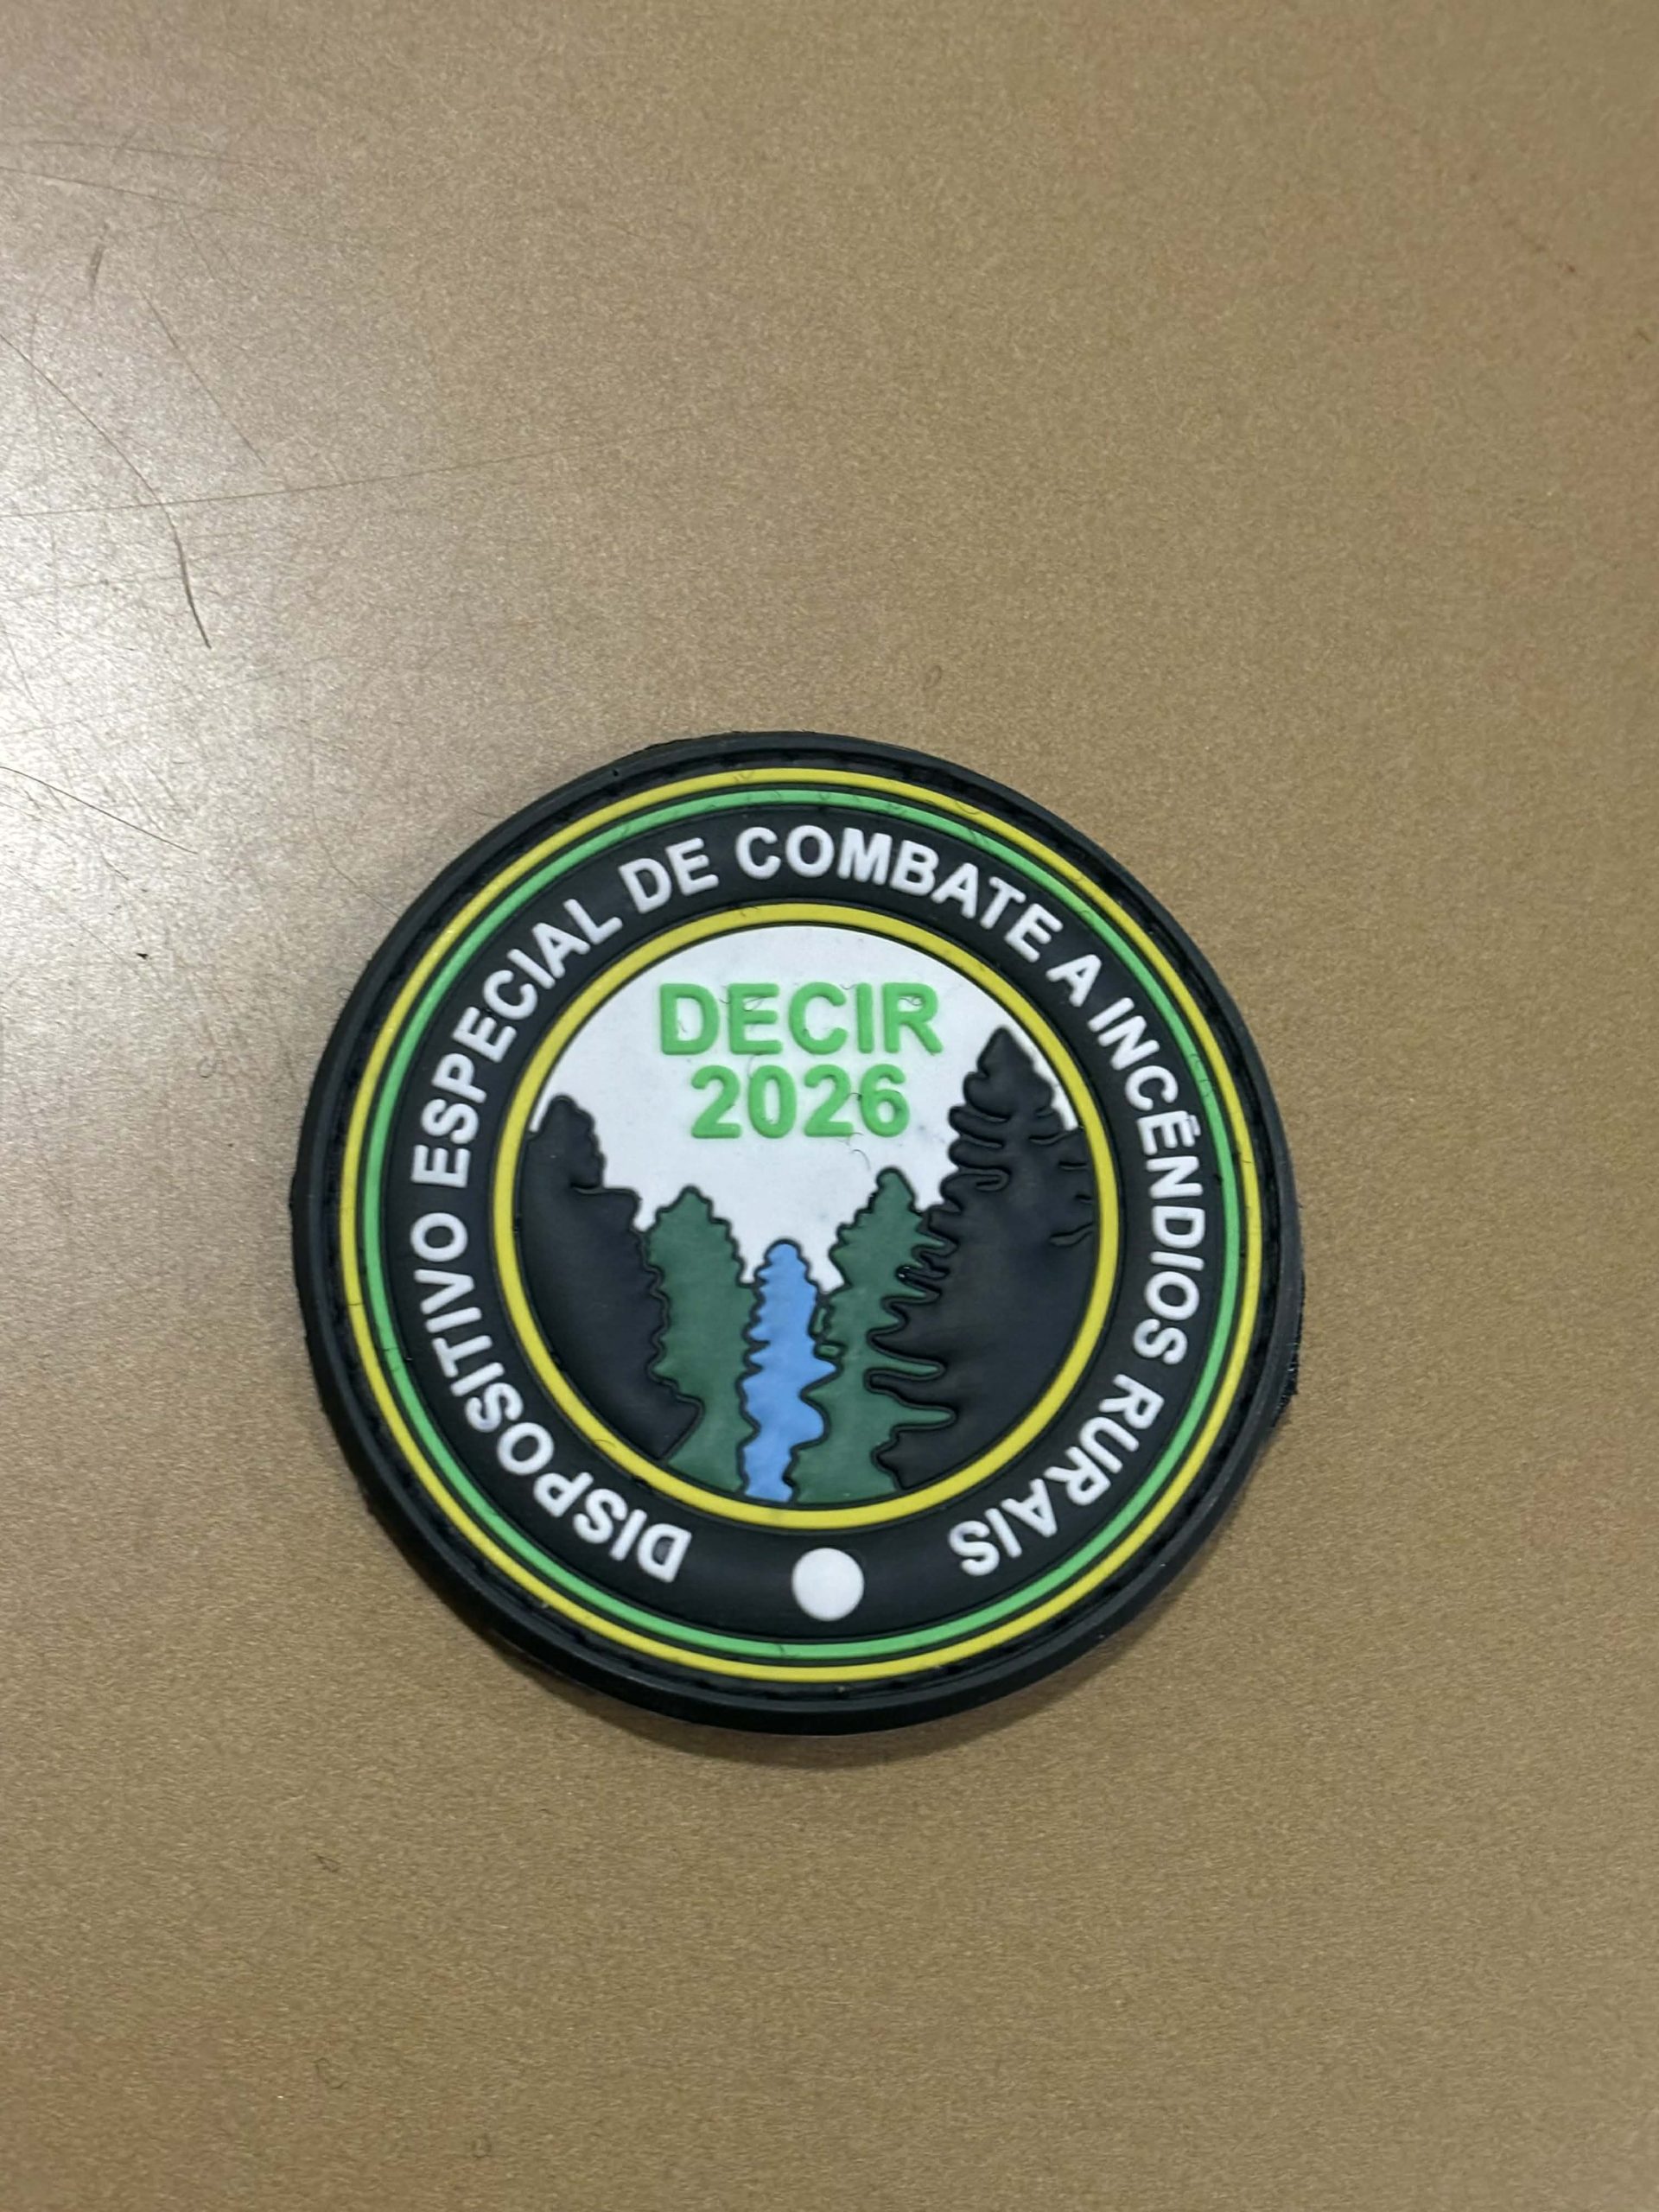 DISPOSITIVO ESPECIAL DE COMBATE A INCÊNDIOS RURAIS
DECIR
2026